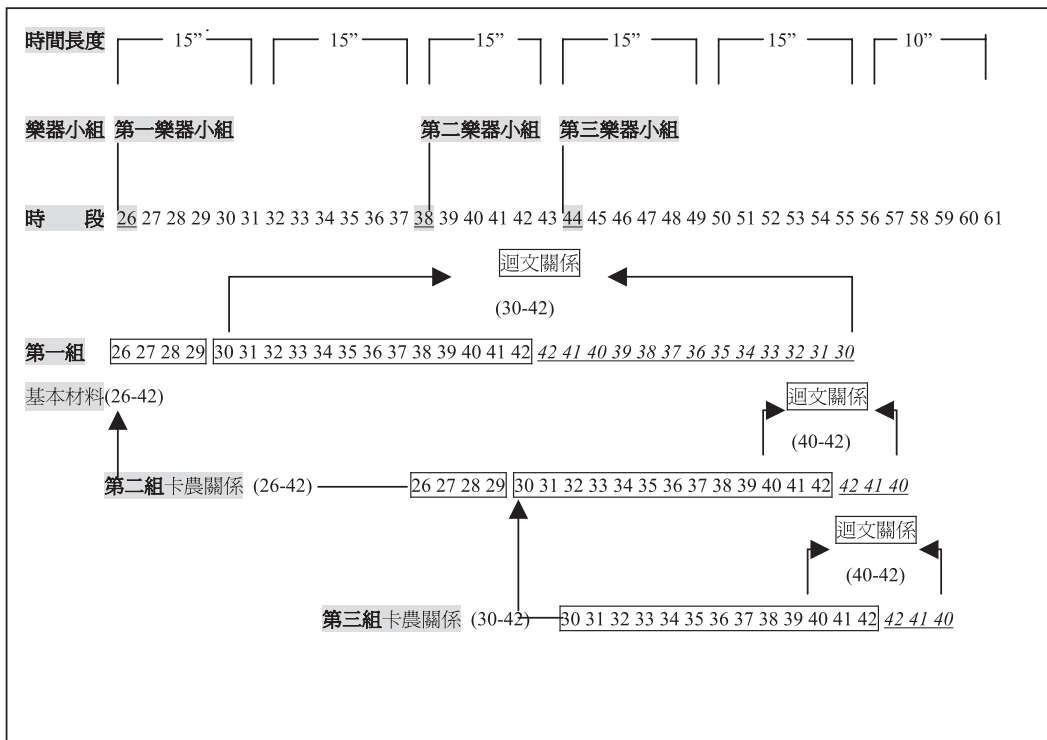 時間長度 15” 15” 15” 15” 15” 10”
樂器小組 第一樂器小組 第二樂器小組 第三樂器小組
時 段 26 27 28 29 30 31 32 33 34 35 36 37 38 39 40 41 42 43 44 45 46 47 48 49 50 51 52 53 54 55 56 57 58 59 60 61
迴文關係
(30-42)
第一組 26 27 28 29 30 31 32 33 34 35 36 37 38 39 40 41 42 42 41 40 39 38 37 36 35 34 33 32 31 30
基本材料(26-42) 迴文關係
(40-42)
第二組卡農關係 (26-42) 26 27 28 29 30 31 32 33 34 35 36 37 38 39 40 41 42 42 41 40
迴文關係
(40-42)
第三組卡農關係 (30-42) 30 31 32 33 34 35 36 37 38 39 40 41 42 42 41 40